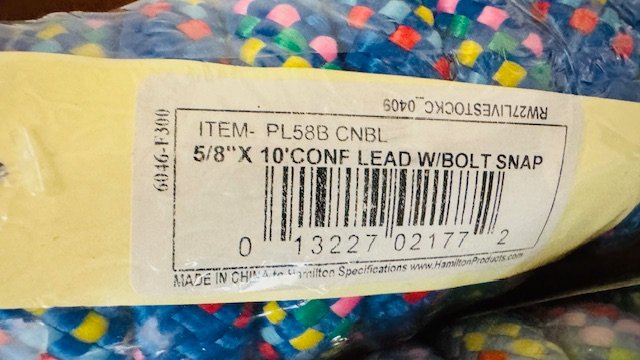 RW27LIVESTOCKC_0409
6046-F300
ITEM- PL58B CNBL
5/8"X 10'CONF LEAD W/BOLT SNAP
0 13227 02177 2
MADE IN CHINA to Hamilton Specifications www.HamiltonProducts.com